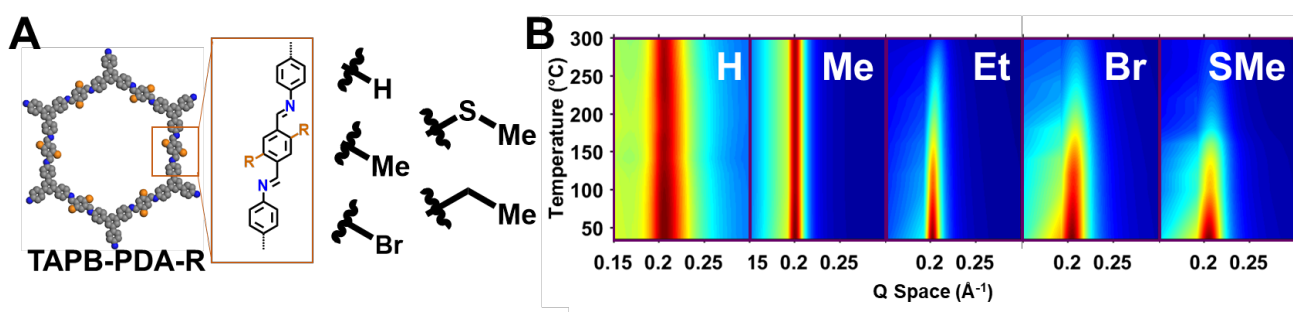 A
B
TAPB-PDA-R
N
R
R
N
H
Me
Br
S
Me
Me
Temperature (°C)
300
250
200
150
100
50
H
Me
Et
Br
SMe
0.15 0.2 0.25 15 0.2 0.25 0.2 0.25 0.2 0.25 0.2 0.25
Q Space (Å-1)